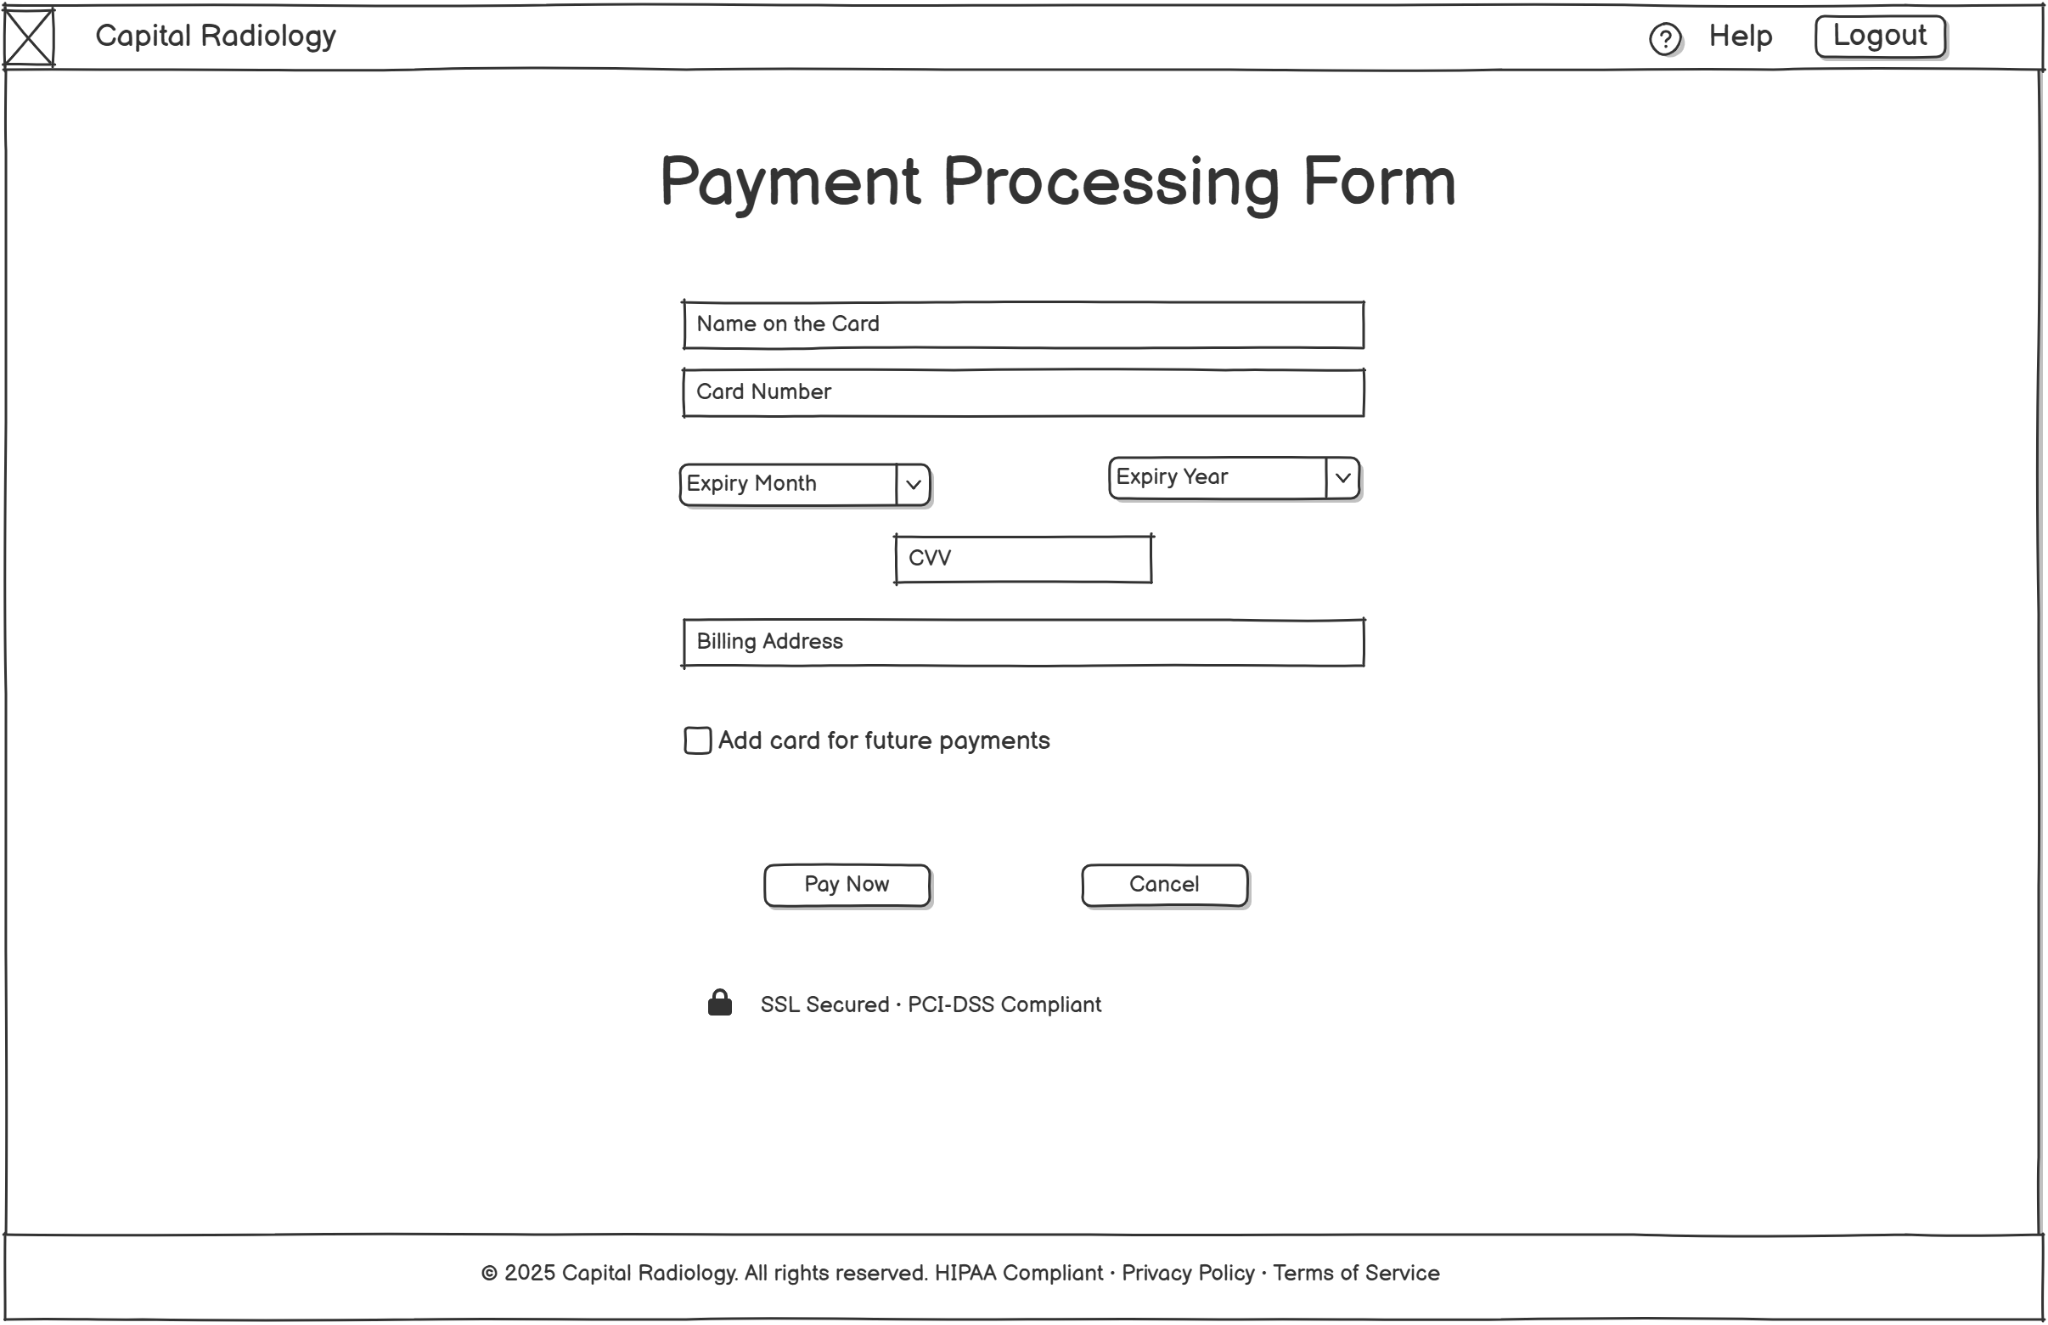 Capital Radiology
? Help Logout
Payment Processing Form
Name on the Card
Card Number
Expiry Month
Expiry Year
CVV
Billing Address
Add card for future payments
Pay Now
Cancel
SSL Secured · PCI-DSS Compliant
© 2025 Capital Radiology. All rights reserved. HIPAA Compliant · Privacy Policy · Terms of Service